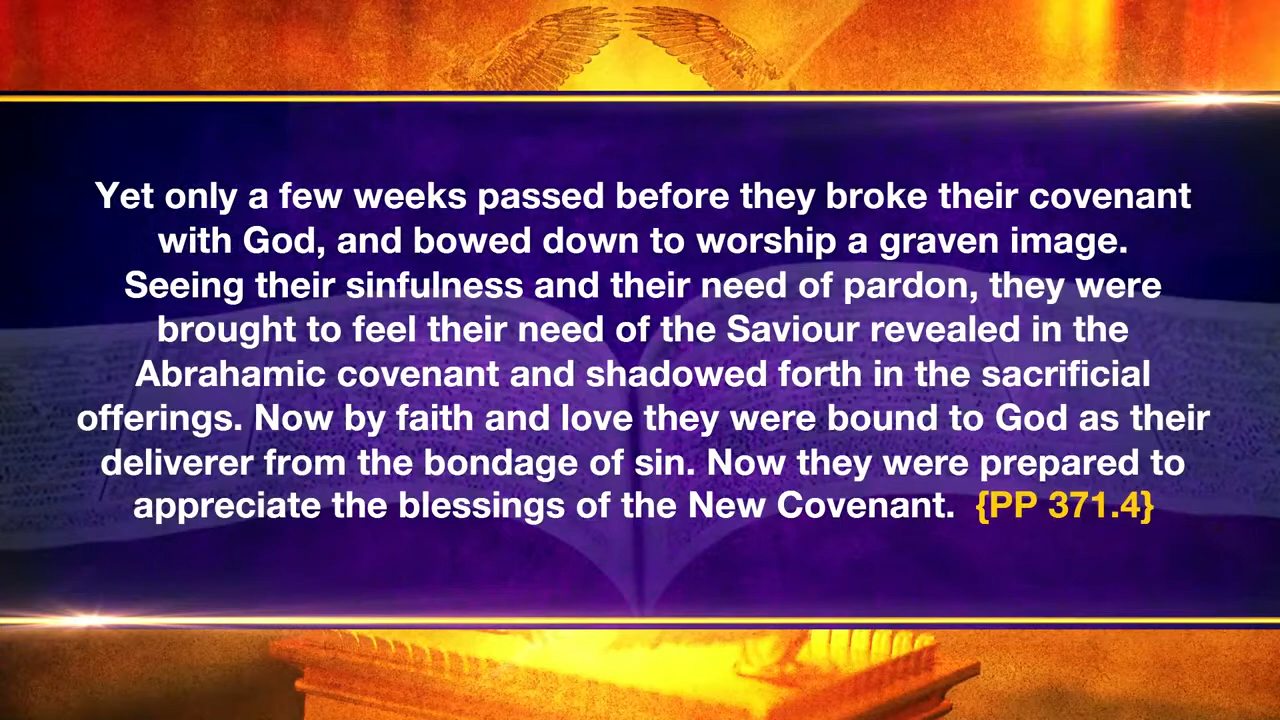 Yet only a few weeks passed before they broke their covenant
with God, and bowed down to worship a graven image.
Seeing their sinfulness and their need of pardon, they were
brought to feel their need of the Saviour revealed in the
Abrahamic covenant and shadowed forth in the sacrificial
offerings. Now by faith and love they were bound to God as their
deliverer from the bondage of sin. Now they were prepared to
appreciate the blessings of the New Covenant. {PP 371.4}